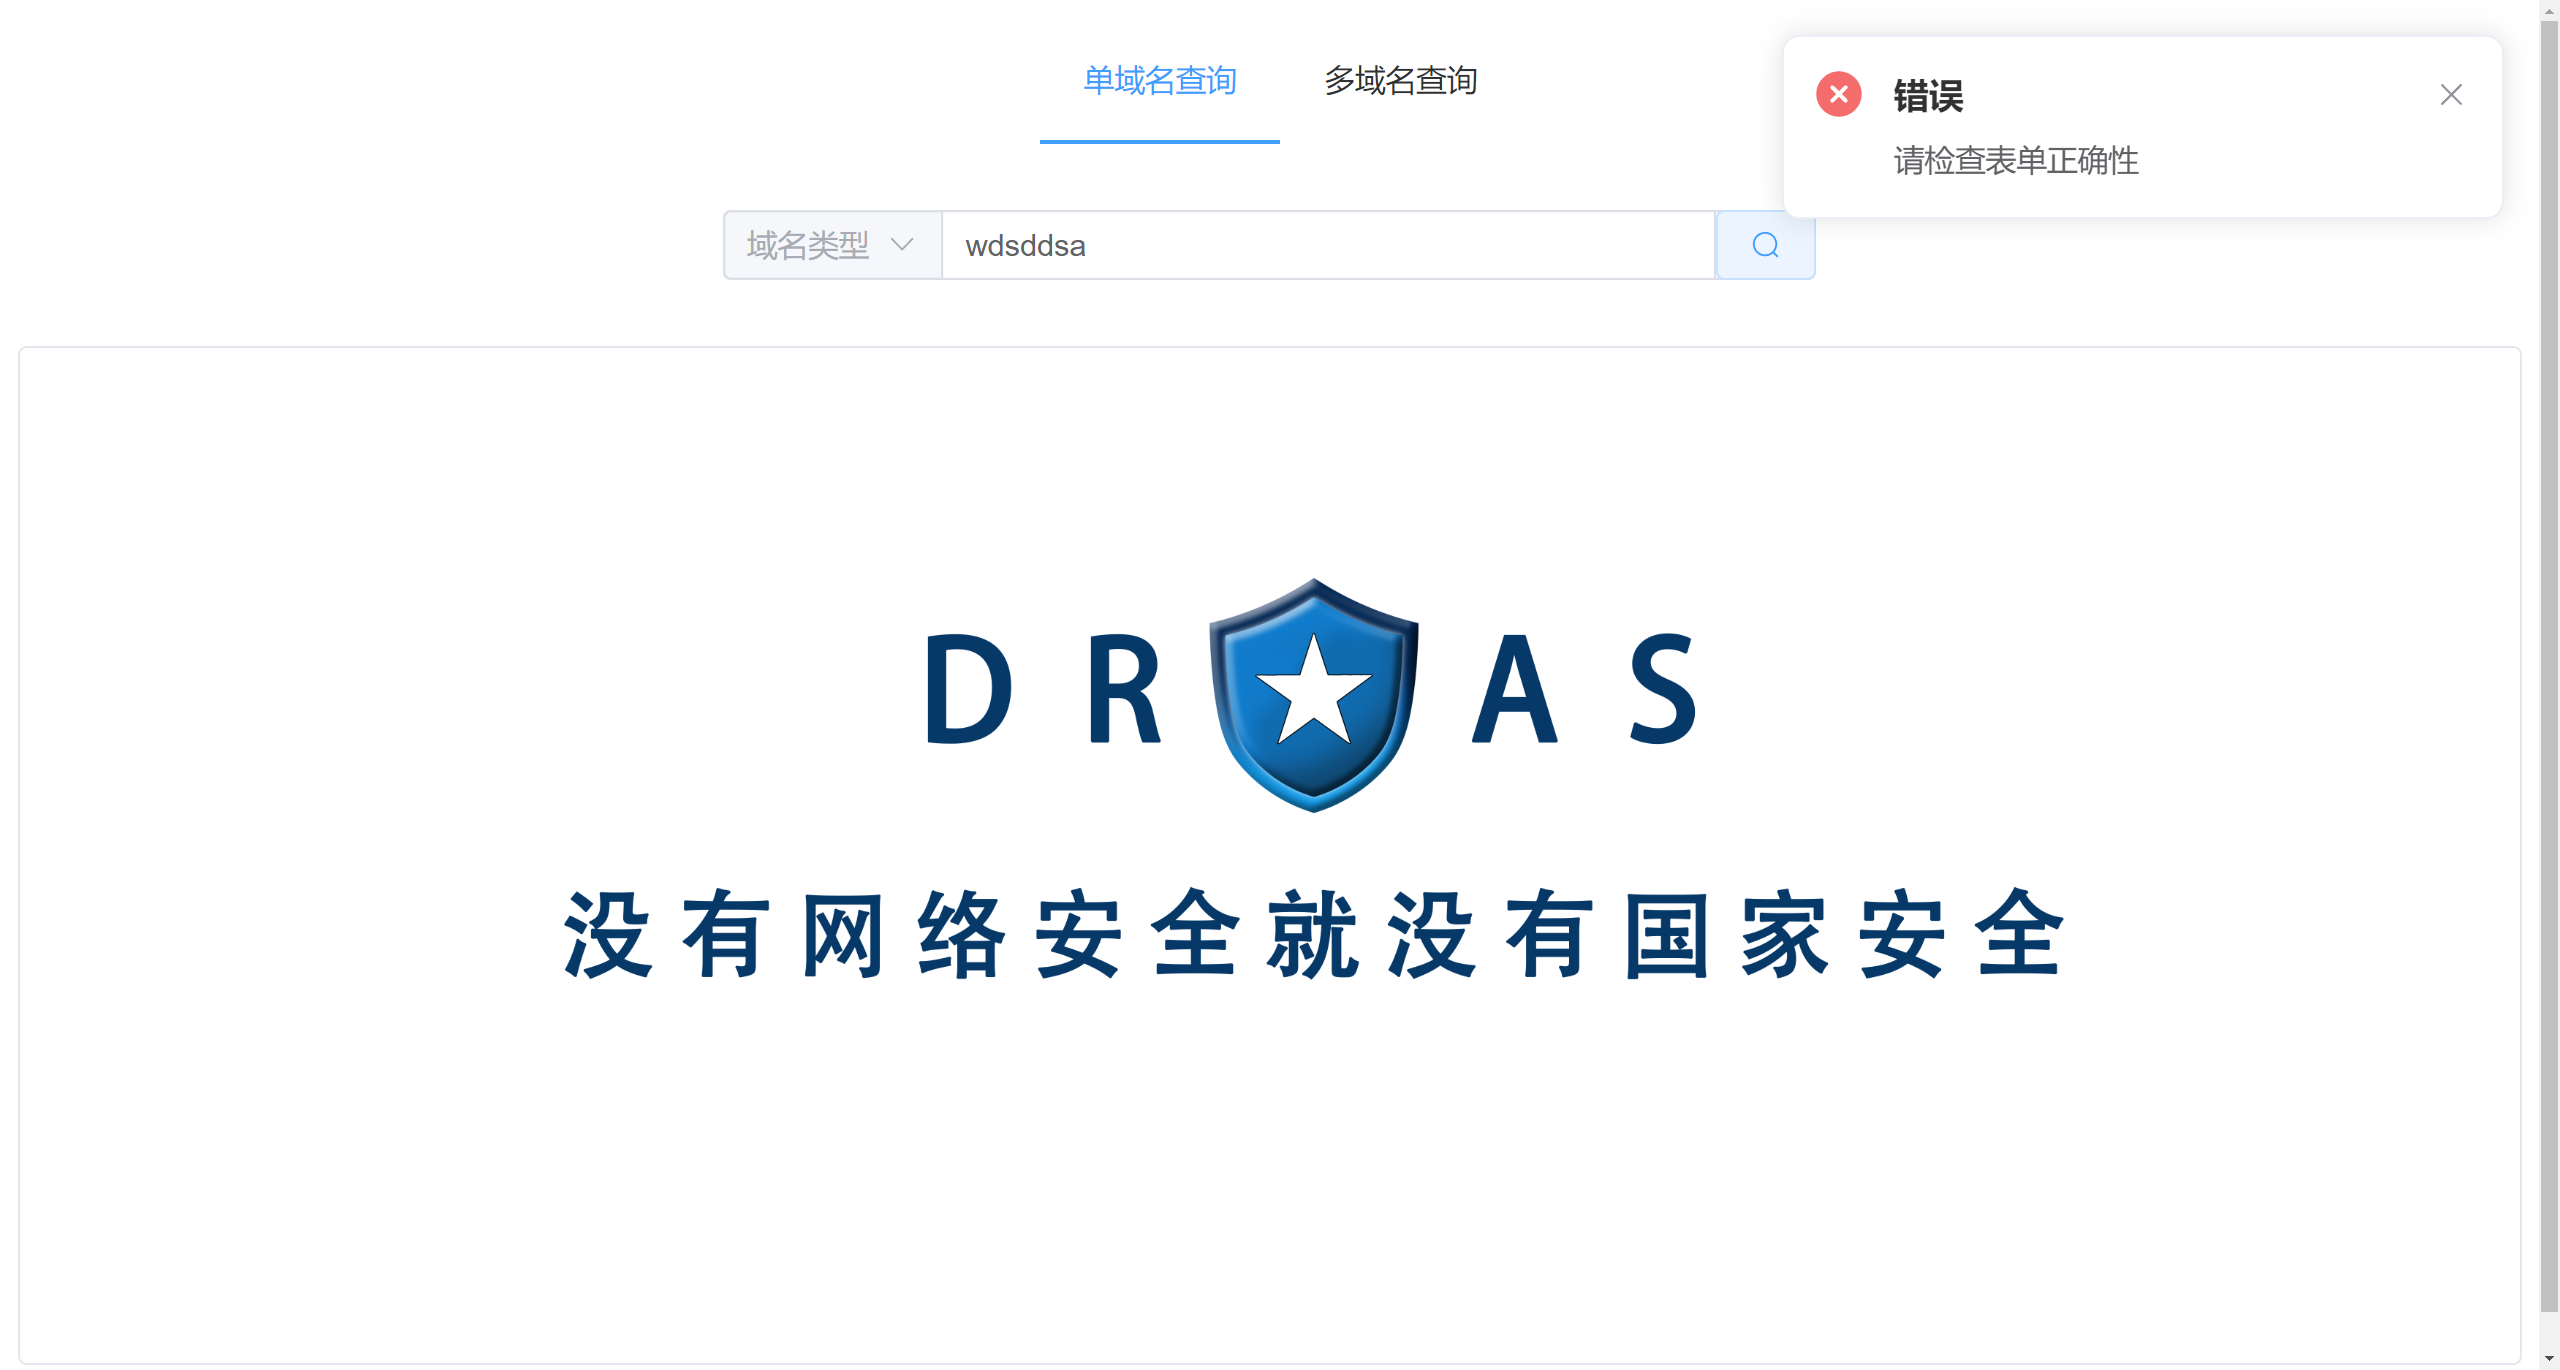 单域名查询 多域名查询
错误
请检查表单正确性
域名类型 wdsddsa
D R A S
没有网络安全就没有国家安全